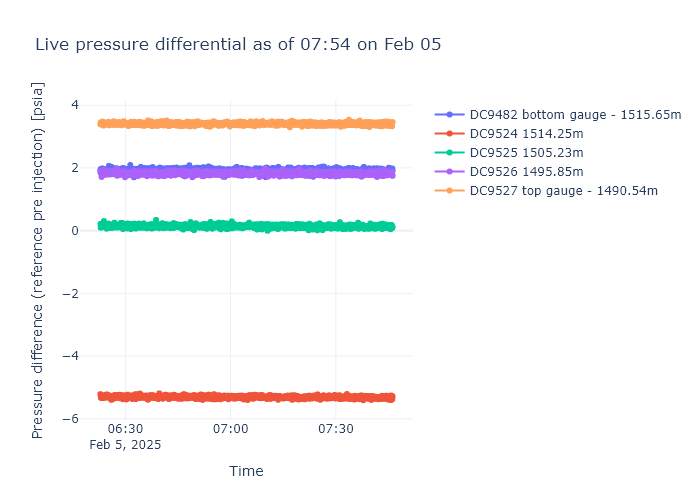 Live pressure differential as of 07:54 on Feb 05
Pressure difference (reference pre injection) [psia]
4
2
0
−2
−4
−6
06:30
07:00
07:30
Feb 5, 2025
Time
DC9482 bottom gauge - 1515.65m
DC9524 1514.25m
DC9525 1505.23m
DC9526 1495.85m
DC9527 top gauge - 1490.54m